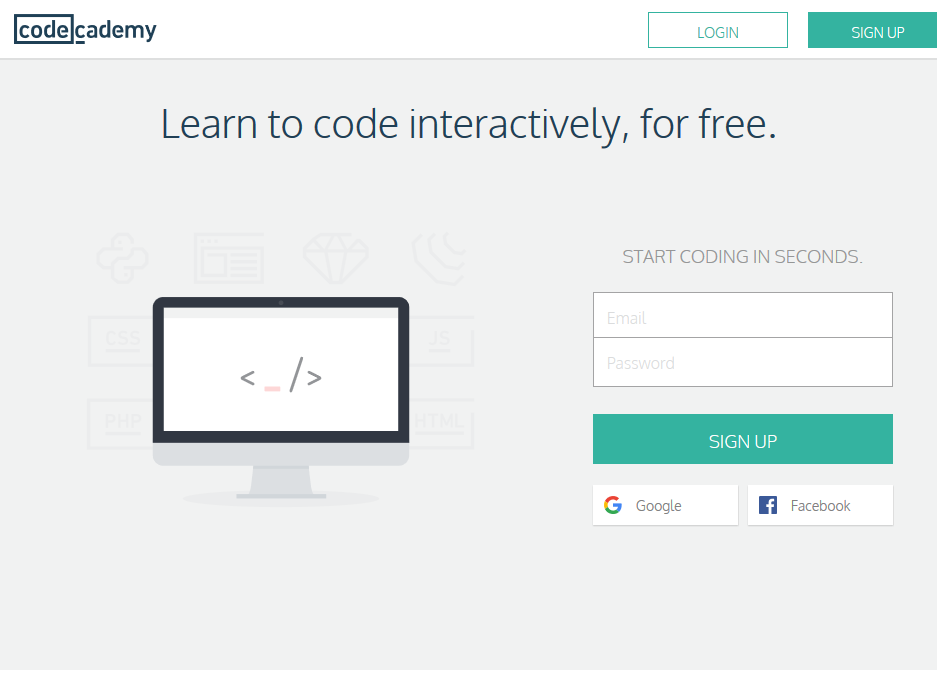 codecademy
LOGIN
SIGN UP
Learn to code interactively, for free.
START CODING IN SECONDS.
CSS
JS
< _ />
PHP
HTML
Email
Password
SIGN UP
Google
Facebook